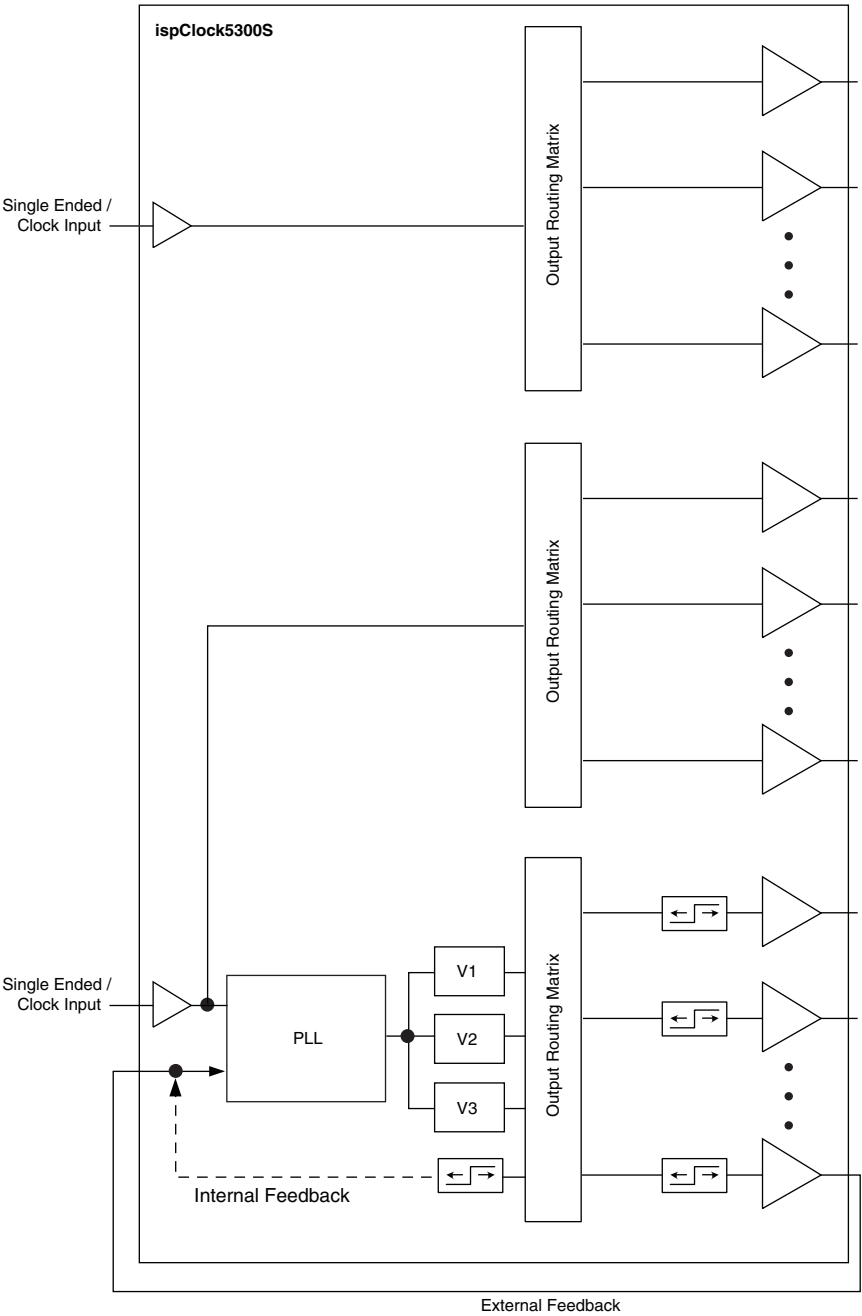 ispClock5300S
Output Routing Matrix
Single Ended /
Clock Input
Output Routing Matrix
Output Routing Matrix
V1
Single Ended /
Clock Input
PLL
V2
V3
Internal Feedback
External Feedback